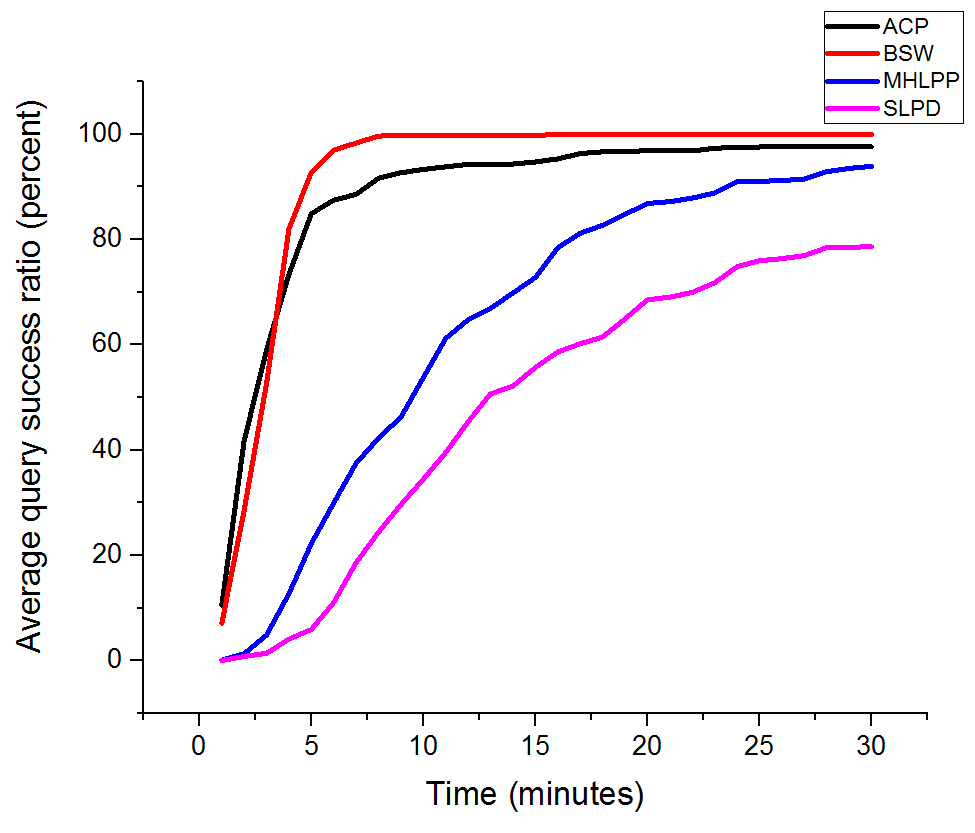 ACP
BSW
MHLPP
SLPD
Average query success ratio (percent)
100
80
60
40
20
0
0 5 10 15 20 25 30
Time (minutes)